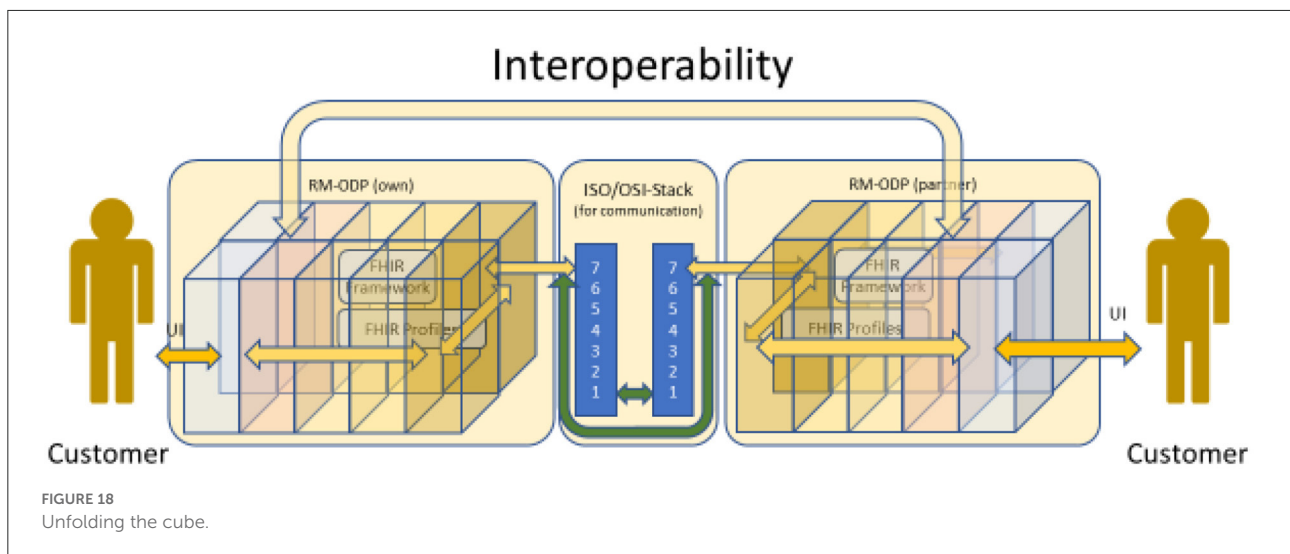 Interoperability
RM-ODP (own)
ISO/OSI-Stack
(for communication)
RM-ODP (partner)
FHIR
Framework
FHIR Profiles
7
6
5
4
3
2
1
7
6
5
4
3
2
1
FHIR
Framework
FHIR Profiles
UI
UI
Customer
Customer
FIGURE 18
Unfolding the cube.